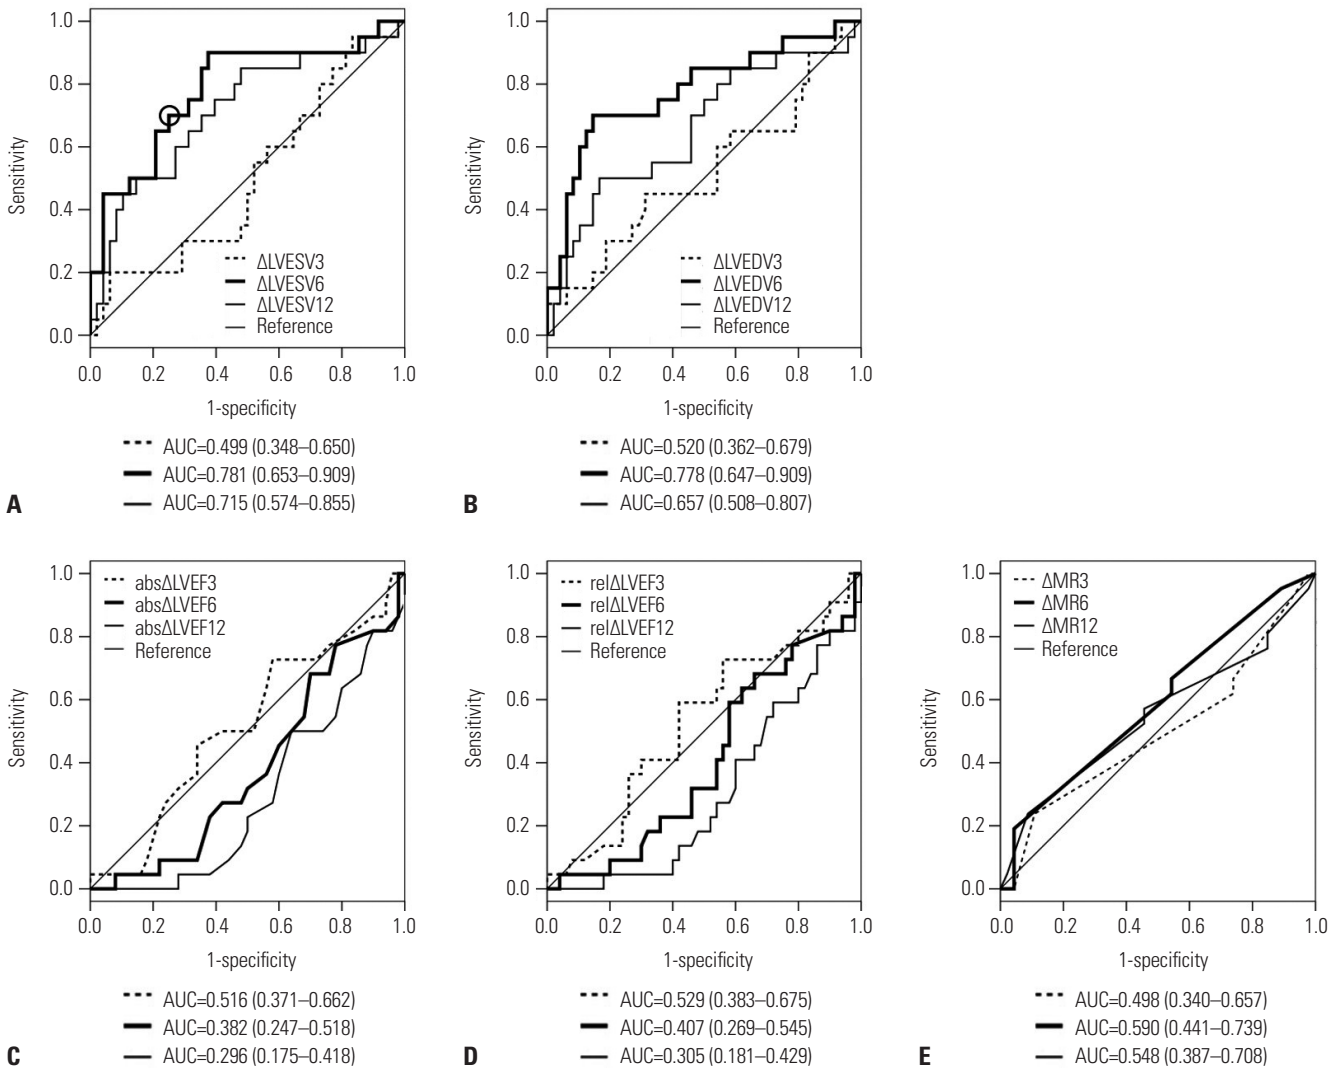 1.0
0.8
0.6
0.4
0.2
0.0
Sensitivity
ΔLVESV3
ΔLVESV6
ΔLVESV12
Reference
0.0 0.2 0.4 0.6 0.8 1.0
1-specificity
AUC=0.499 (0.348–0.650)
AUC=0.781 (0.653–0.909)
AUC=0.715 (0.574–0.855)
A
1.0
0.8
0.6
0.4
0.2
0.0
Sensitivity
ΔLVEDV3
ΔLVEDV6
ΔLVEDV12
Reference
0.0 0.2 0.4 0.6 0.8 1.0
1-specificity
AUC=0.520 (0.362–0.679)
AUC=0.778 (0.647–0.909)
AUC=0.657 (0.508–0.807)
B
1.0
0.8
0.6
0.4
0.2
0.0
Sensitivity
absΔLVEF3
absΔLVEF6
absΔLVEF12
Reference
0.0 0.2 0.4 0.6 0.8 1.0
1-specificity
AUC=0.516 (0.371–0.662)
AUC=0.382 (0.247–0.518)
AUC=0.296 (0.175–0.418)
C
1.0
0.8
0.6
0.4
0.2
0.0
Sensitivity
relΔLVEF3
relΔLVEF6
relΔLVEF12
Reference
0.0 0.2 0.4 0.6 0.8 1.0
1-specificity
AUC=0.529 (0.383–0.675)
AUC=0.407 (0.269–0.545)
AUC=0.305 (0.181–0.429)
D
1.0
0.8
0.6
0.4
0.2
0.0
Sensitivity
ΔMR3
ΔMR6
ΔMR12
Reference
0.0 0.2 0.4 0.6 0.8 1.0
1-specificity
AUC=0.498 (0.340–0.657)
AUC=0.590 (0.441–0.739)
AUC=0.548 (0.387–0.708)
E